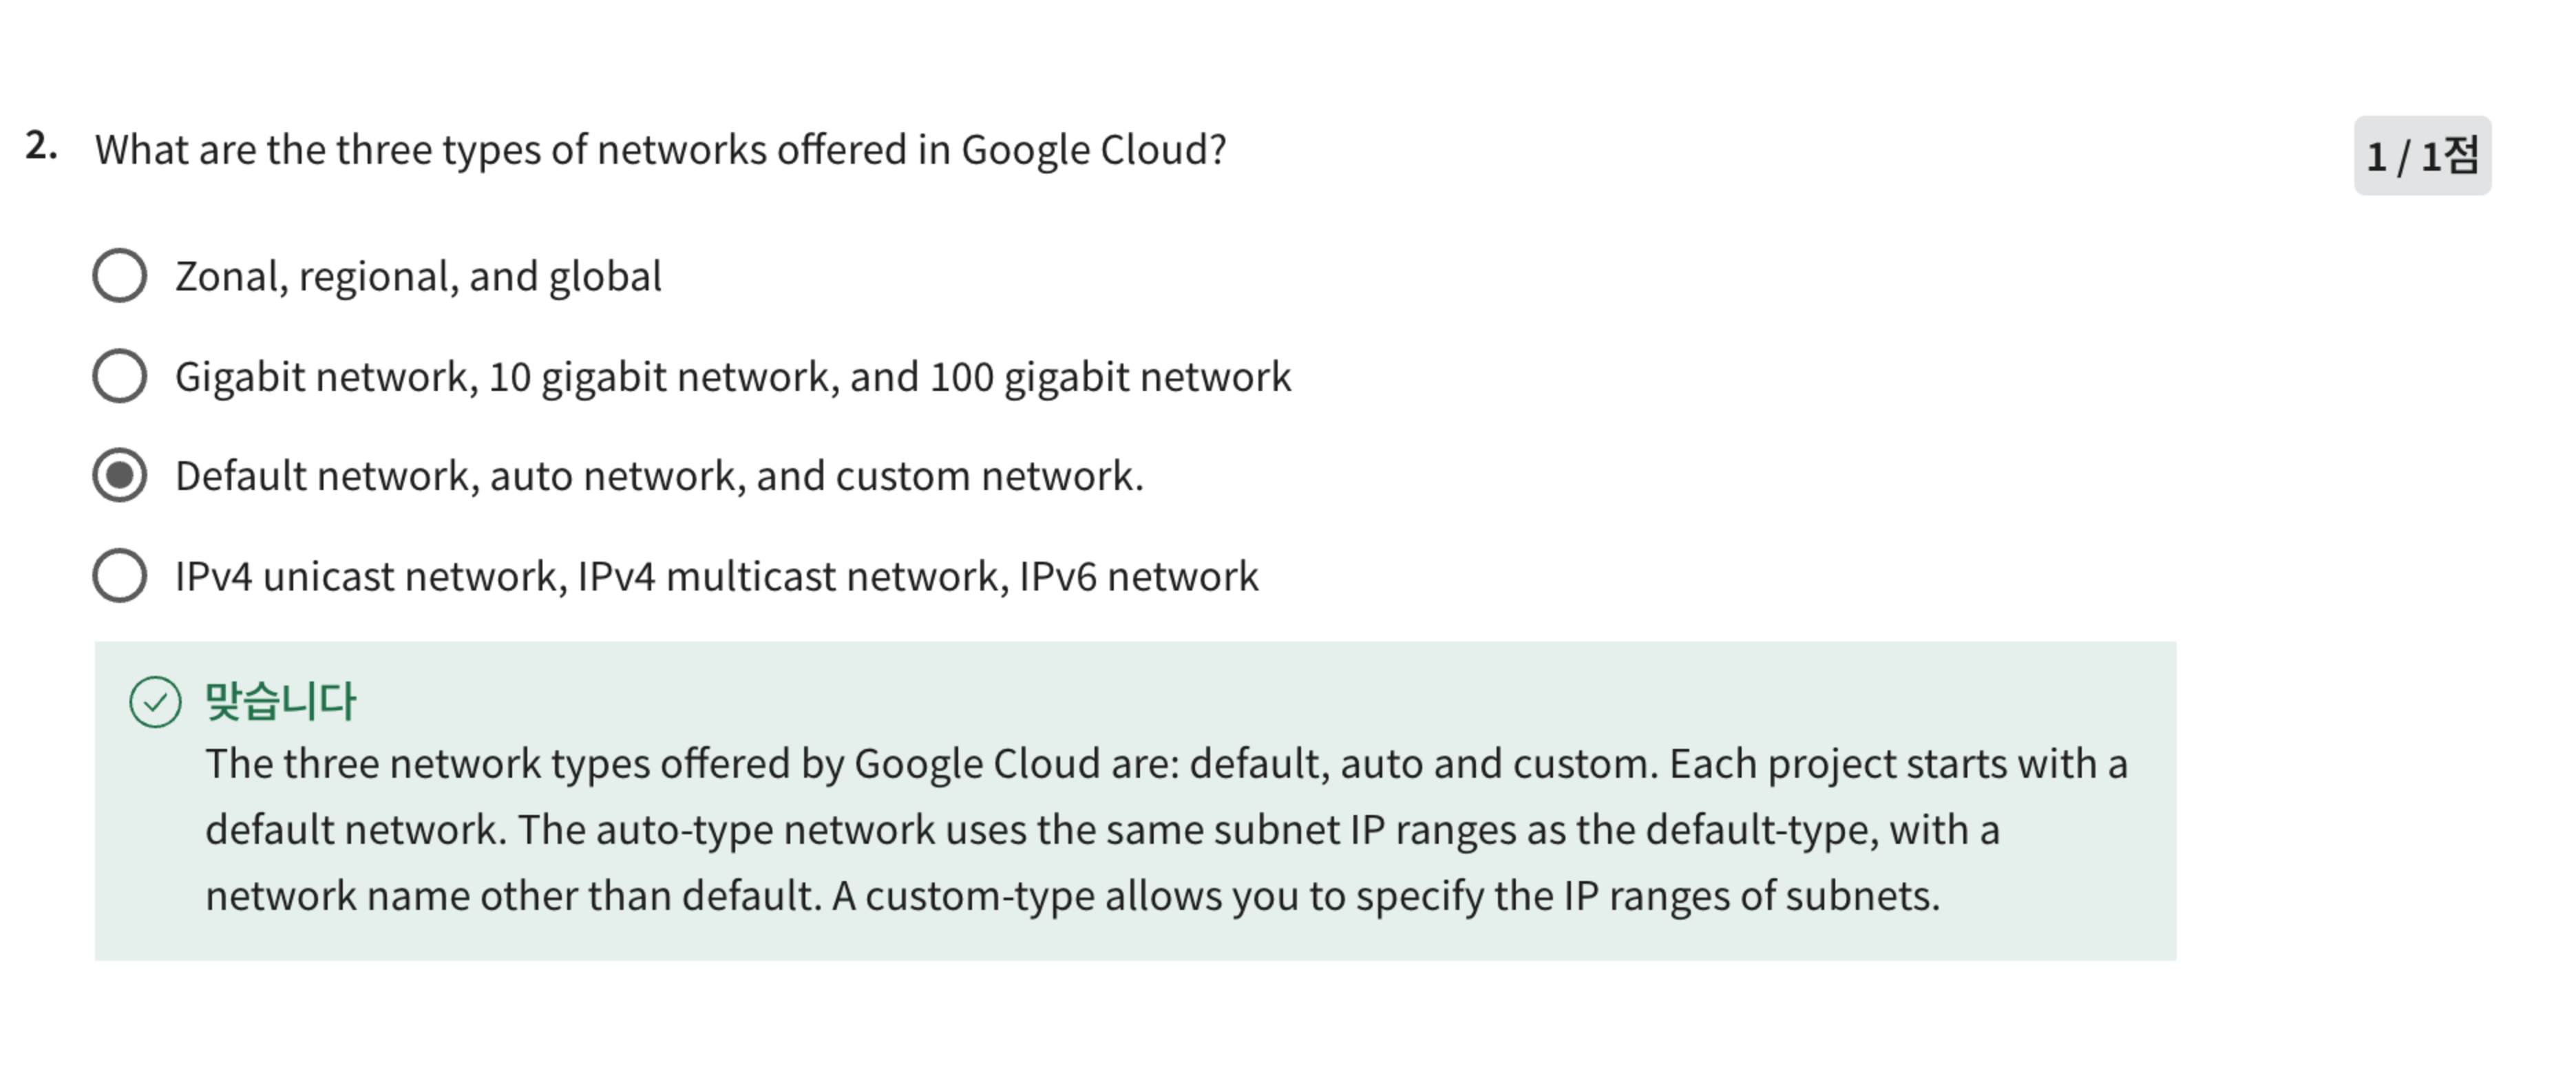 2. What are the three types of networks offered in Google Cloud?
1 / 1점
Zonal, regional, and global
Gigabit network, 10 gigabit network, and 100 gigabit network
Default network, auto network, and custom network.
IPv4 unicast network, IPv4 multicast network, IPv6 network
맞습니다
The three network types offered by Google Cloud are: default, auto and custom. Each project starts with a
default network. The auto-type network uses the same subnet IP ranges as the default-type, with a
network name other than default. A custom-type allows you to specify the IP ranges of subnets.